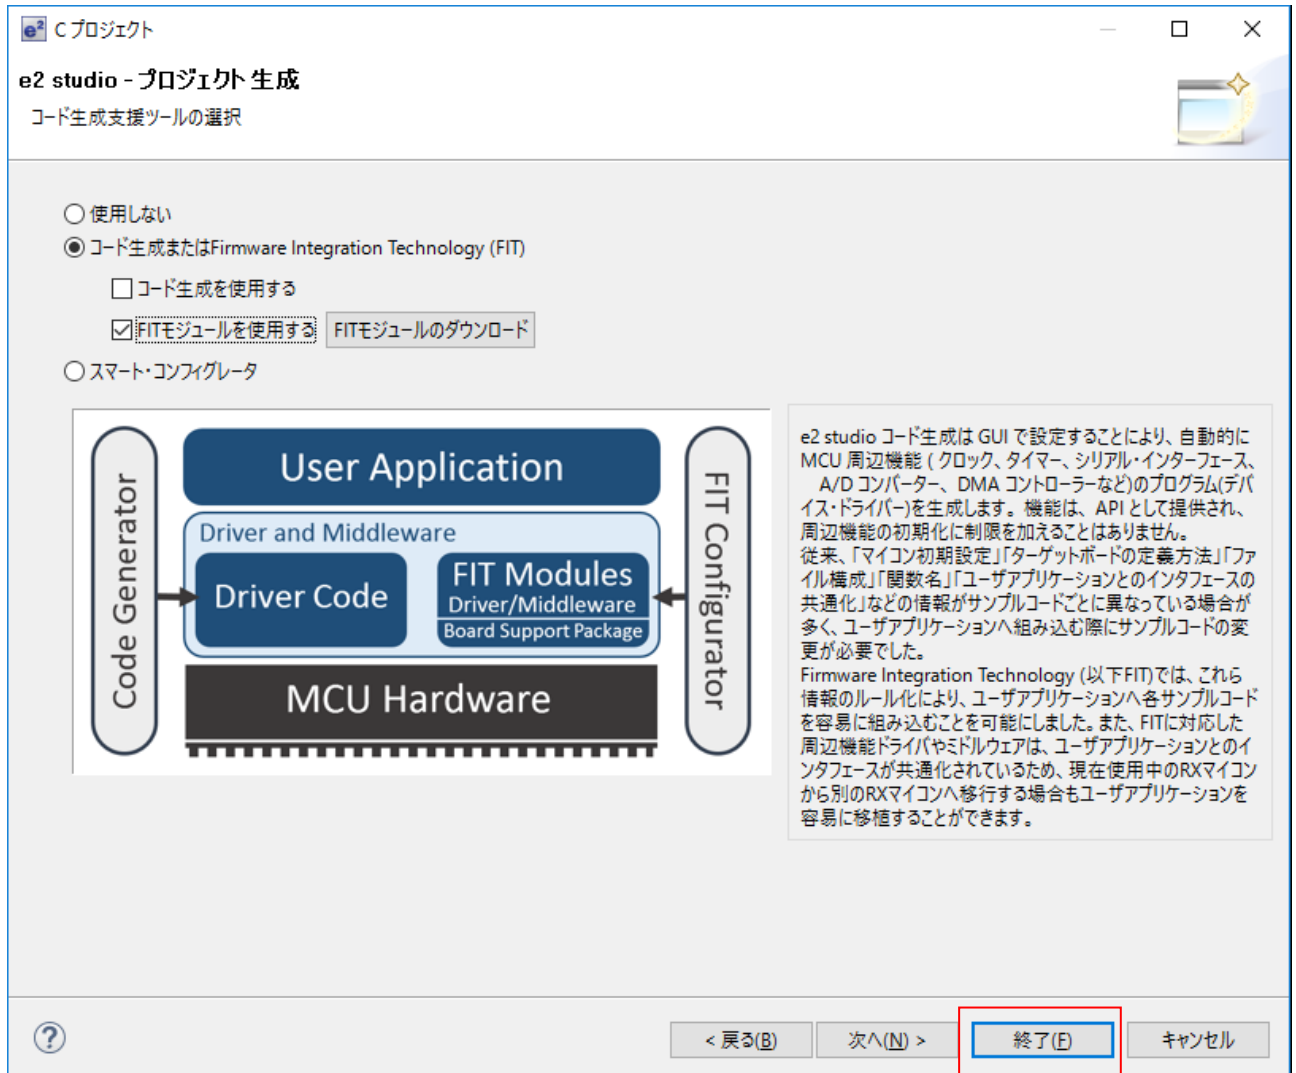 e² C プロジェクト
e2 studio - プロジェクト生成
コード生成支援ツールの選択
使用しない
コード生成またはFirmware Integration Technology (FIT)
コード生成を使用する
FITモジュールを使用する FITモジュールのダウンロード
スマート・コンフィグレータ
Code Generator
User Application
Driver and Middleware
Driver Code
FIT Modules
Driver/Middleware
Board Support Package
MCU Hardware
FIT Configurator
e2 studio コード生成は GUI で設定することにより、自動的に
MCU 周辺機能 ( クロック、タイマー、シリアル・インターフェース、
A/D コンバーター、DMA コントローラーなど)のプログラム(デバ
イス・ドライバー)を生成します。機能は、API として提供され、
周辺機能の初期化に制限を加えることはありません。
従来、「マイコン初期設定」「ターゲットボードの定義方法」「ファ
イル構成」「関数名」「ユーザアプリケーションとのインタフェースの
共通化」などの情報がサンプルコードごとに異なっている場合が
多く、ユーザアプリケーションへ組み込む際にサンプルコードの変
更が必要でした。
Firmware Integration Technology (以下FIT)では、これら
情報のルール化により、ユーザアプリケーションへ各サンプルコード
を容易に組み込むことを可能にしました。また、FITに対応した
周辺機能ドライバやミドルウェアは、ユーザアプリケーションとのイ
ンタフェースが共通化されているため、現在使用中のRXマイコン
から別のRXマイコンへ移行する場合もユーザアプリケーションを
容易に移植することができます。
? < 戻る(B) 次へ(N) > 終了(F) キャンセル